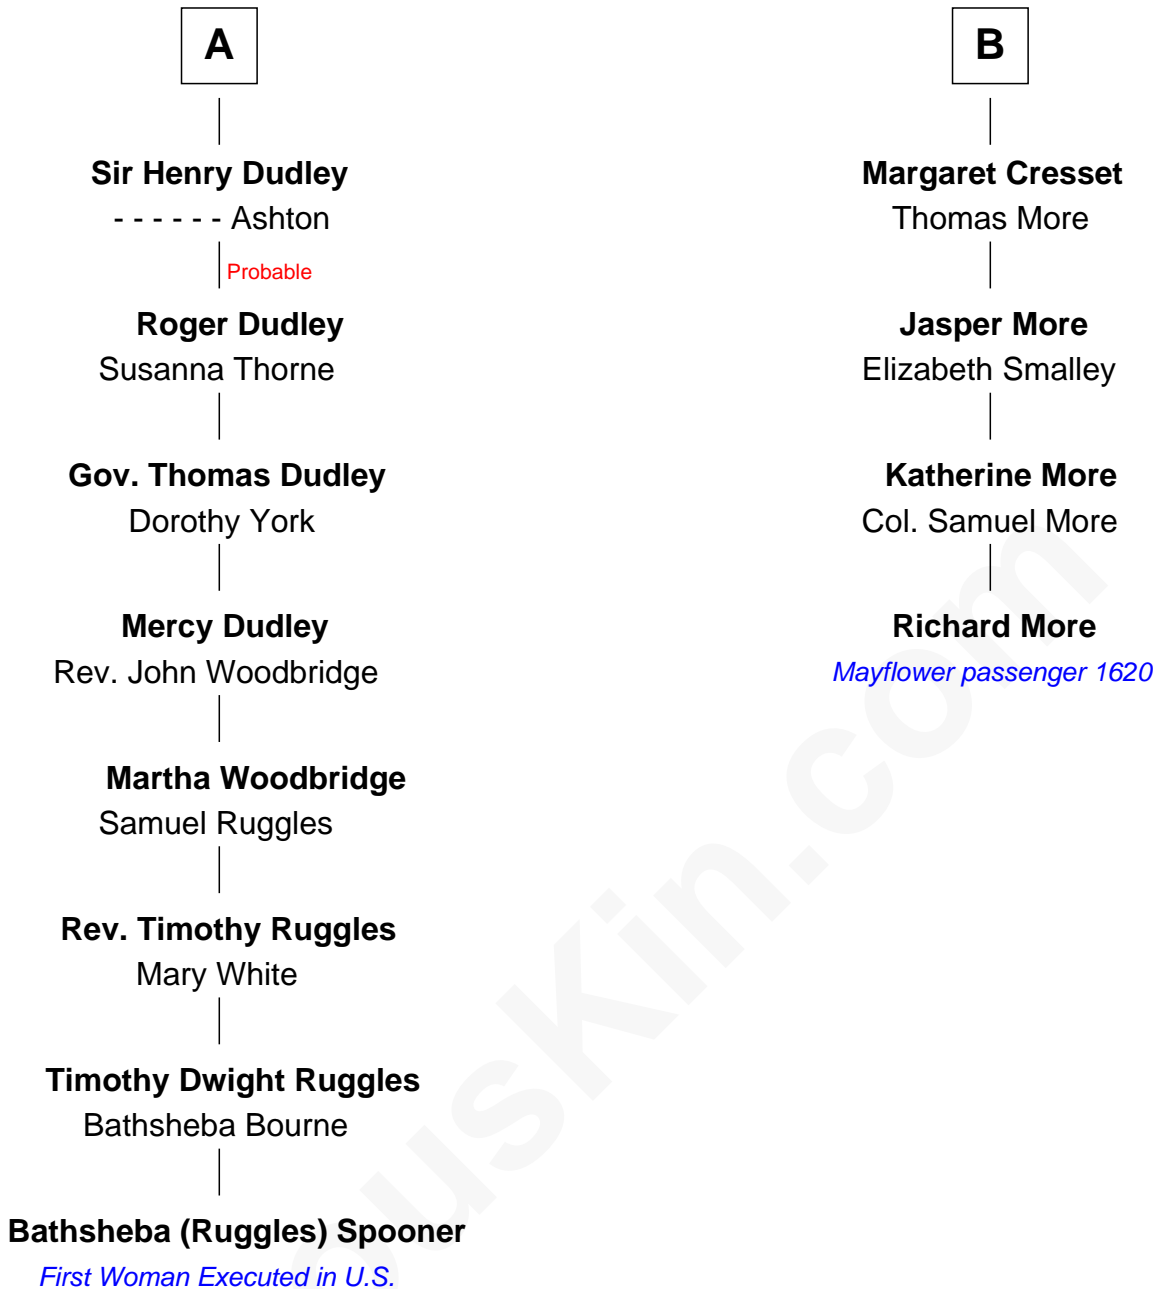 A
Sir Henry Dudley
- - - - - - Ashton
Probable
Roger Dudley
Susanna Thorne
Gov. Thomas Dudley
Dorothy York
Mercy Dudley
Rev. John Woodbridge
Martha Woodbridge
Samuel Ruggles
Rev. Timothy Ruggles
Mary White
Timothy Dwight Ruggles
Bathsheba Bourne
Bathsheba (Ruggles) Spooner
First Woman Executed in U.S.
B
Margaret Cresset
Thomas More
Jasper More
Elizabeth Smalley
Katherine More
Col. Samuel More
Richard More
Mayflower passenger 1620
ousKin.com